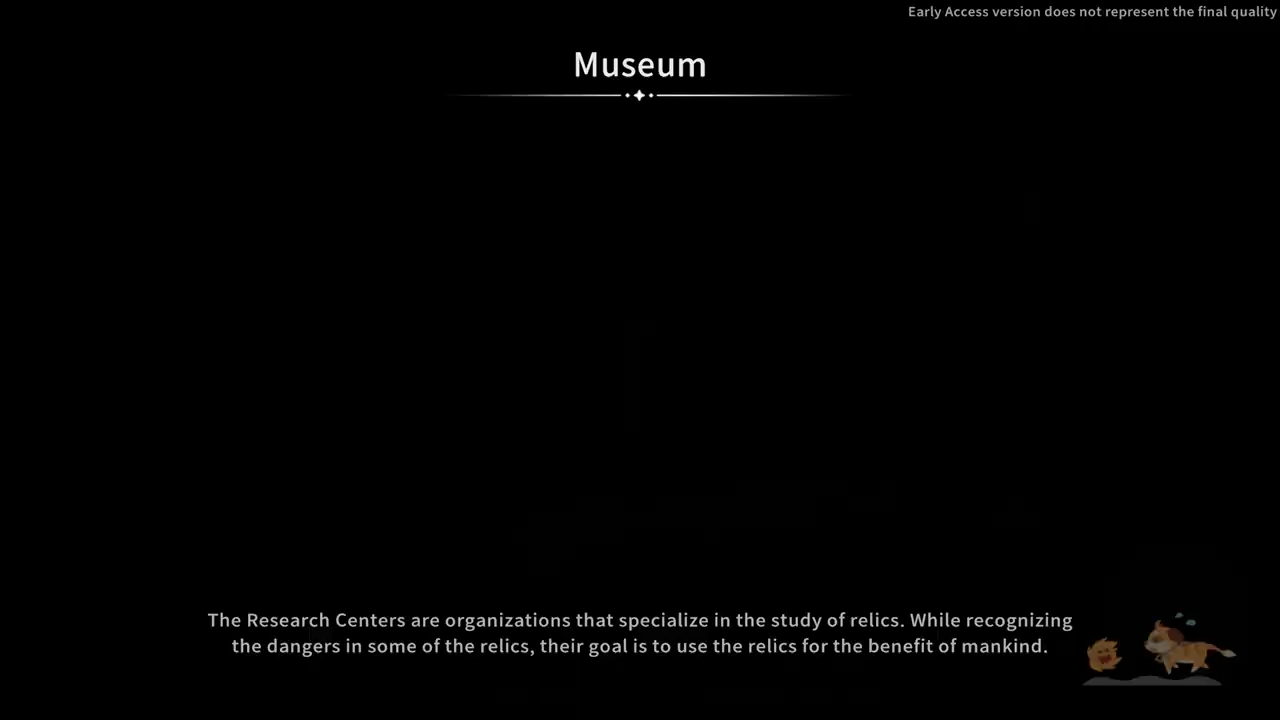 Early Access version does not represent the final quality
Museum
The Research Centers are organizations that specialize in the study of relics. While recognizing
the dangers in some of the relics, their goal is to use the relics for the benefit of mankind.